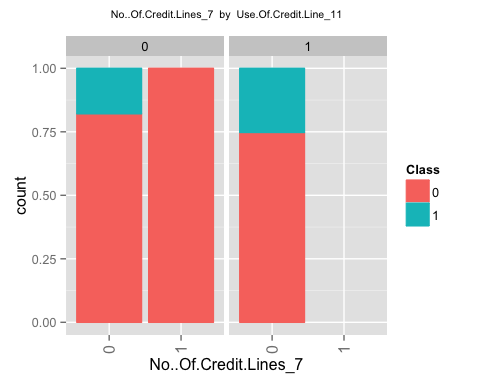 No..Of.Credit.Lines_7 by Use.Of.Credit.Line_11
0 1
1.00
0.75
0.50
0.25
0.00
count
0 1 0 1
No..Of.Credit.Lines_7
Class
0
1